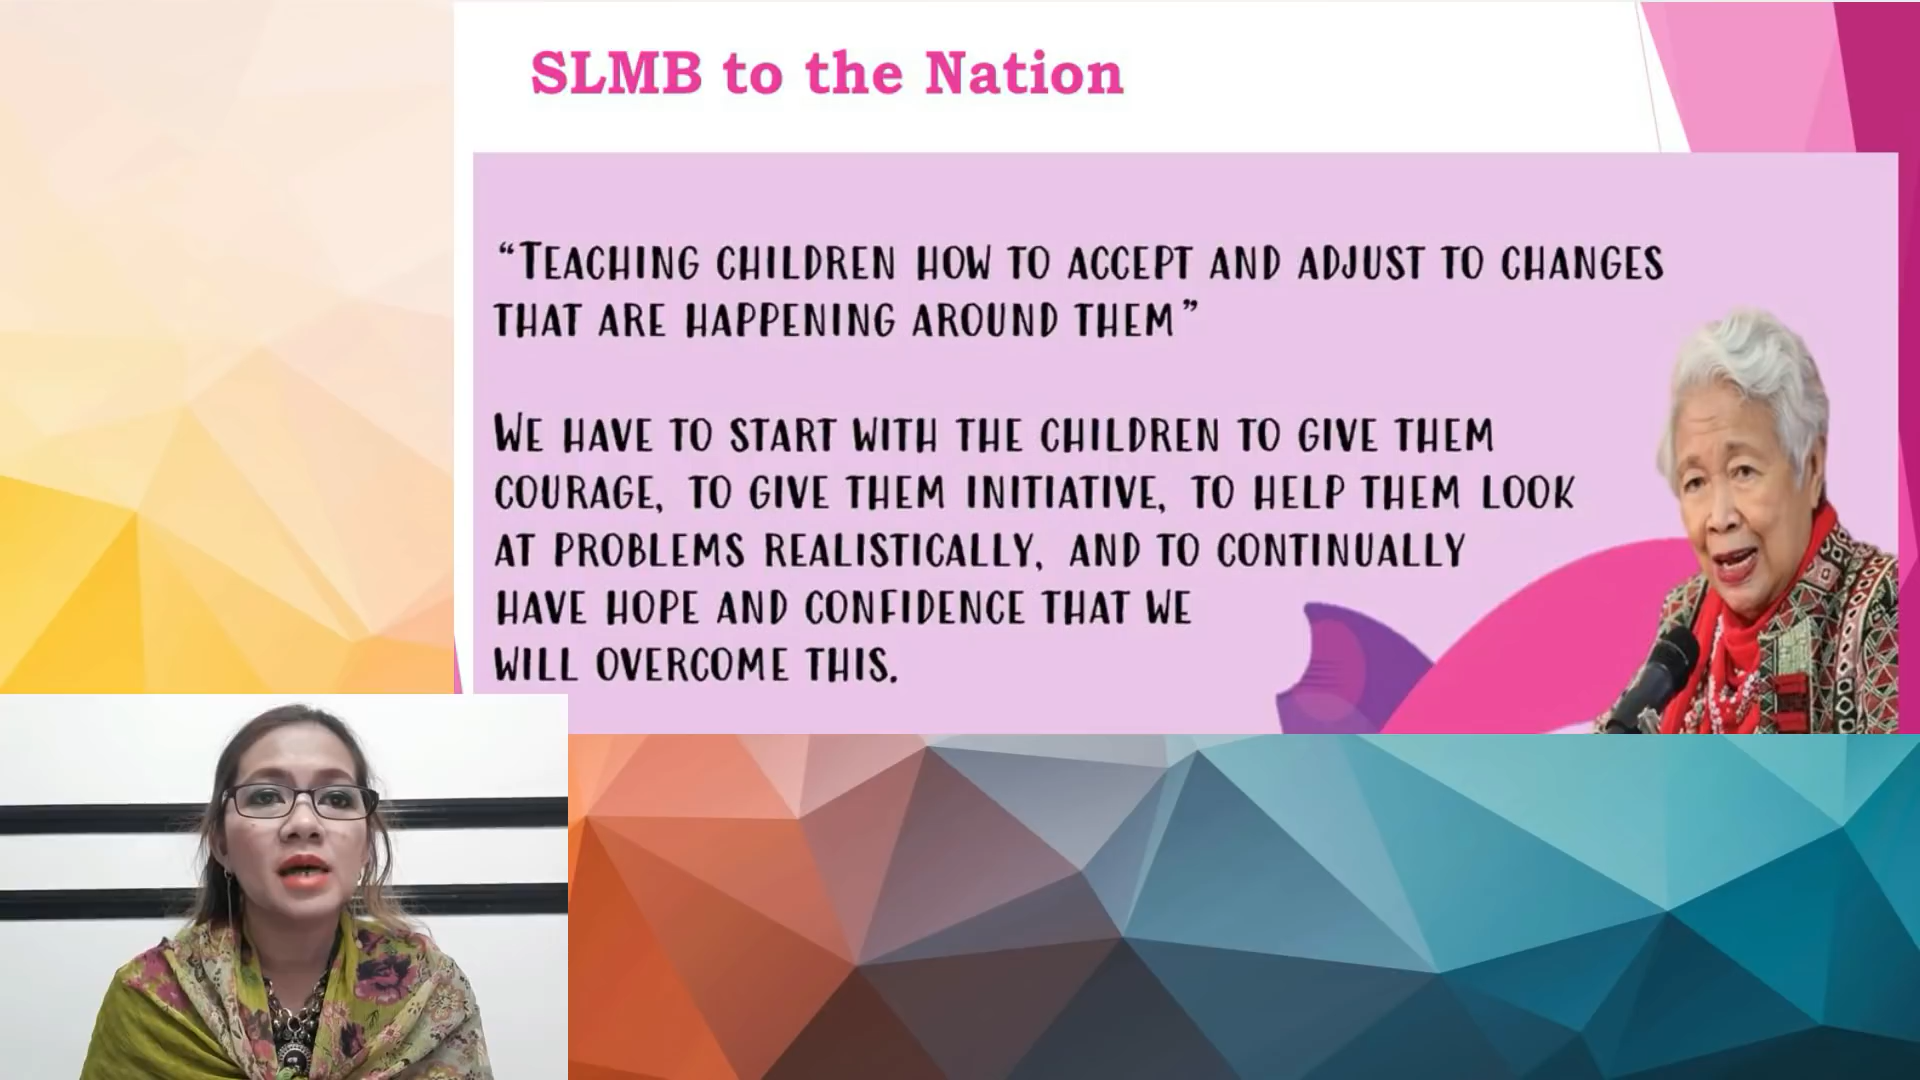 SLMB to the Nation
“Teaching children how to accept and adjust to changes
that are happening around them”
We have to start with the children to give them
courage, to give them initiative, to help them look
at problems realistically, and to continually
have hope and confidence that we
will overcome this.